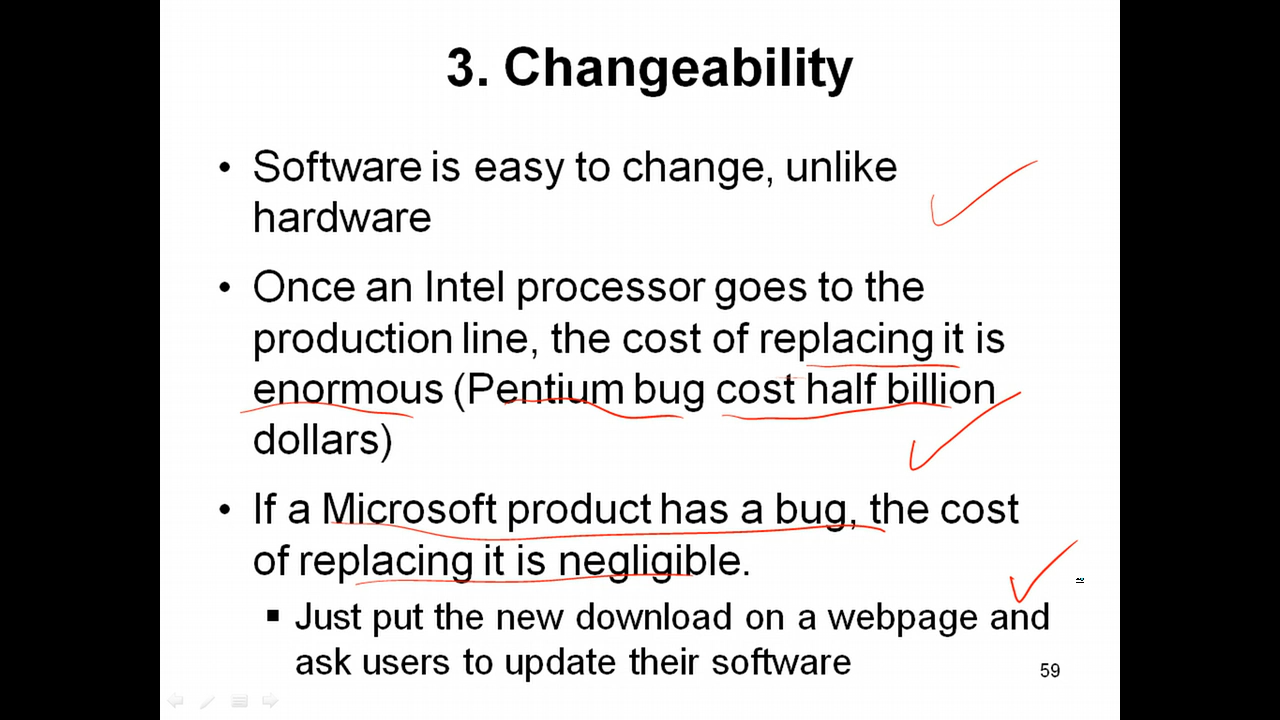 3. Changeability
• Software is easy to change, unlike
hardware
• Once an Intel processor goes to the
production line, the cost of replacing it is
enormous (Pentium bug cost half billion
dollars)
• If a Microsoft product has a bug, the cost
of replacing it is negligible.
▪ Just put the new download on a webpage and
ask users to update their software
59